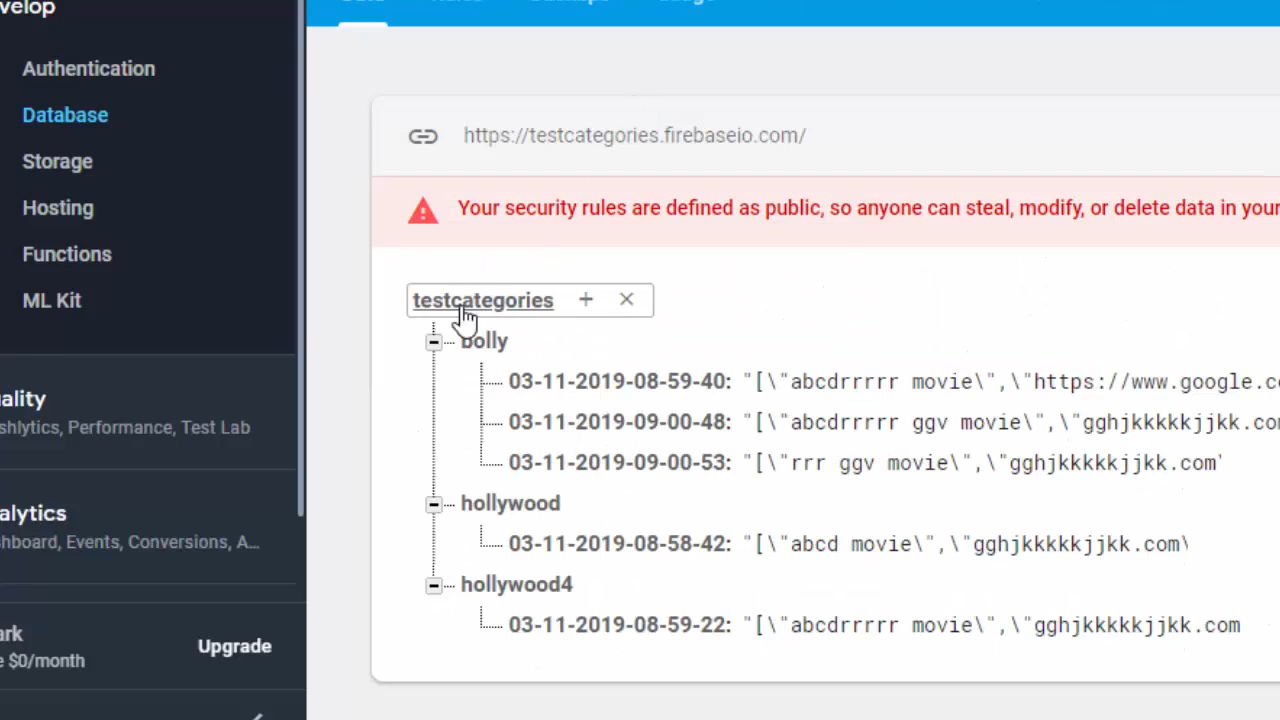 velop
Authentication
Database
Storage
Hosting
Functions
ML Kit
ality
shlytics, Performance, Test Lab
alytics
shboard, Events, Conversions, A...
ark
e $0/month
Upgrade
https://testcategories.firebaseio.com/
Your security rules are defined as public, so anyone can steal, modify, or delete data in your
testcategories
bolly
03-11-2019-08-59-40: "[\"abcdrrrrr movie\",\"https://www.google.co
03-11-2019-09-00-48: "[\"abcdrrrrr ggv movie\",\"gghjkkkkkjjkk.com
03-11-2019-09-00-53: "[\"rrr ggv movie\",\"gghjkkkkkjjkk.com'
hollywood
03-11-2019-08-58-42: "[\"abcd movie\",\"gghjkkkkkjjkk.com\
hollywood4
03-11-2019-08-59-22: "[\"abcdrrrrr movie\",\"gghjkkkkkjjkk.com